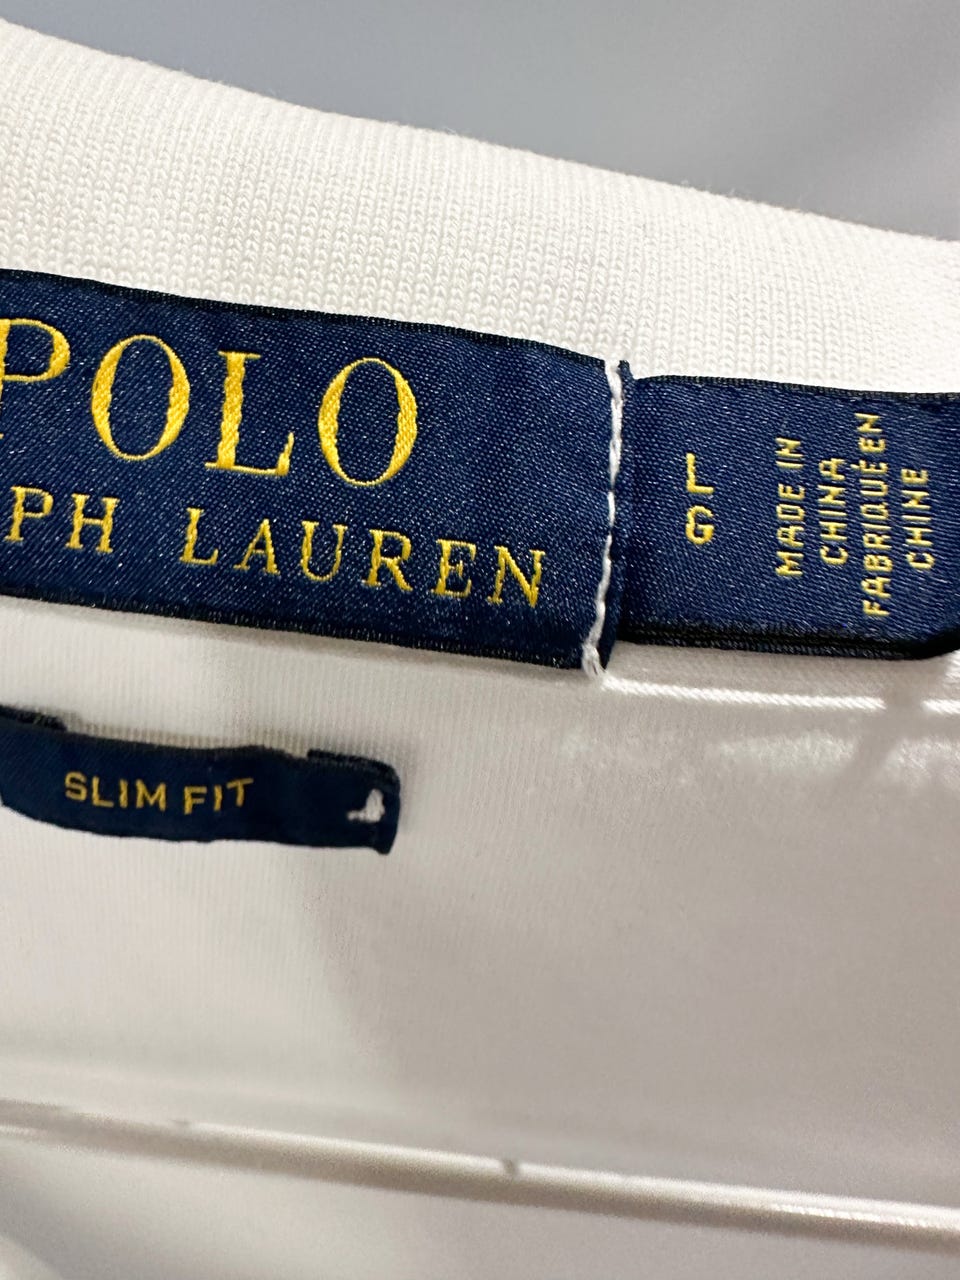 POLO
PH LAUREN
L
G
MADE IN
CHINA
FABRIQUÉ EN
CHINE
SLIM FIT